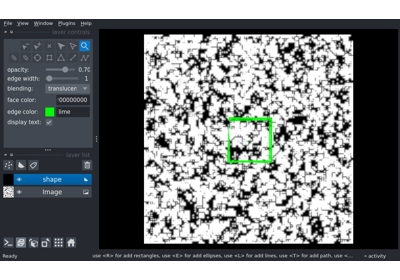 File View Window Plugins Help
layer controls
opacity: 0.70
edge width: 1
blending: translucen
face color: 00000000
edge color: lime
display text:
layer list
shape
Image
Ready
use <R> for add rectangles, use <E> for add ellipses, use <L> for add lines, use <T> for add path, use <...
activity